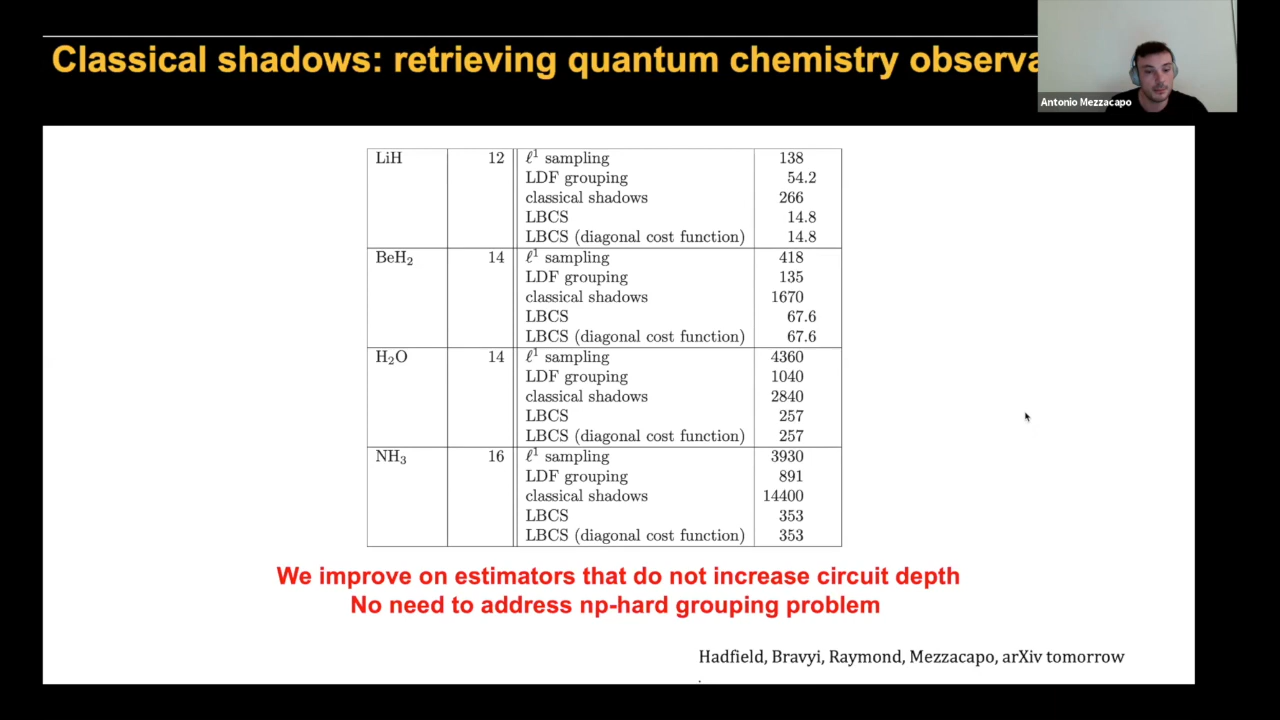 Classical shadows: retrieving quantum chemistry
Antonio Mezzacapo
LiH 12 ℓ¹ sampling 138
LDF grouping 54.2
classical shadows 266
LBCS 14.8
LBCS (diagonal cost function) 14.8
BeH₂ 14 ℓ¹ sampling 418
LDF grouping 135
classical shadows 1670
LBCS 67.6
LBCS (diagonal cost function) 67.6
H₂O 14 ℓ¹ sampling 4360
LDF grouping 1040
classical shadows 2840
LBCS 257
LBCS (diagonal cost function) 257
NH₃ 16 ℓ¹ sampling 3930
LDF grouping 891
classical shadows 14400
LBCS 353
LBCS (diagonal cost function) 353
We improve on estimators that do not increase circuit depth
No need to address np-hard grouping problem
Hadfield, Bravyi, Raymond, Mezzacapo, arXiv tomorrow